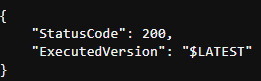 {
    "StatusCode": 200,
    "ExecutedVersion": "$LATEST"
}